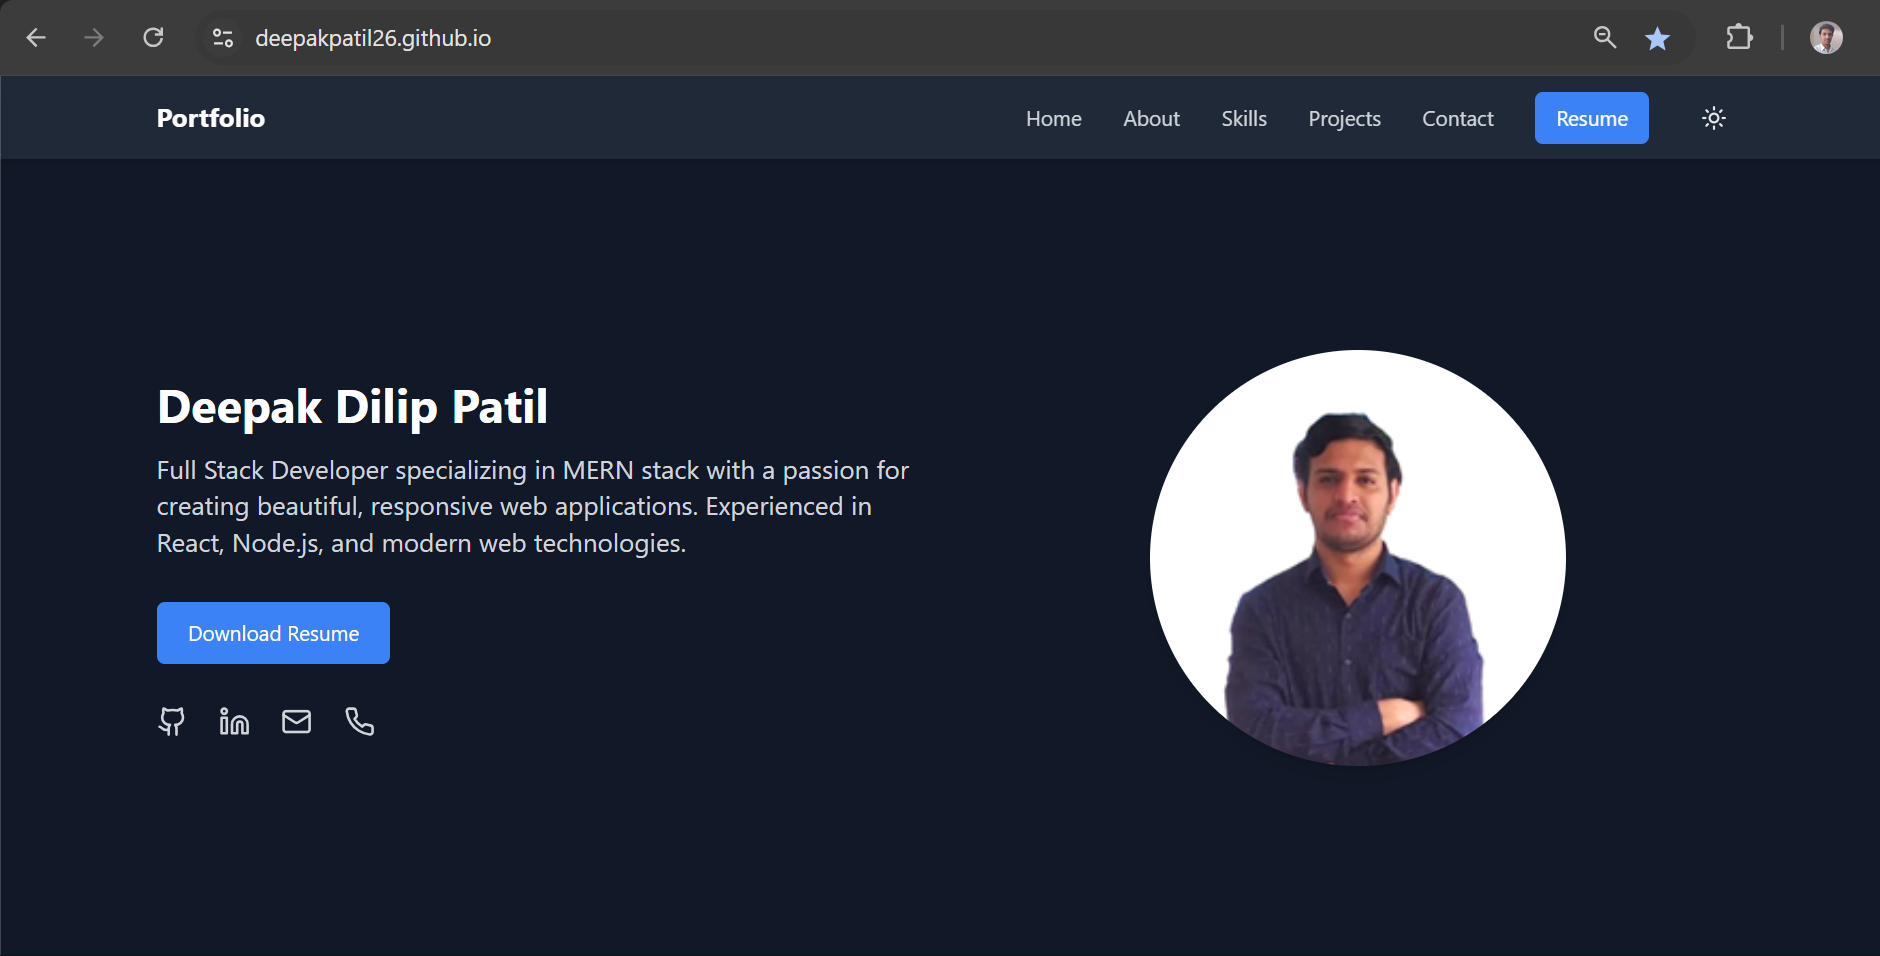 deepakpatil26.github.io
Portfolio
Home
About
Skills
Projects
Contact
Resume
Deepak Dilip Patil
Full Stack Developer specializing in MERN stack with a passion for
creating beautiful, responsive web applications. Experienced in
React, Node.js, and modern web technologies.
Download Resume